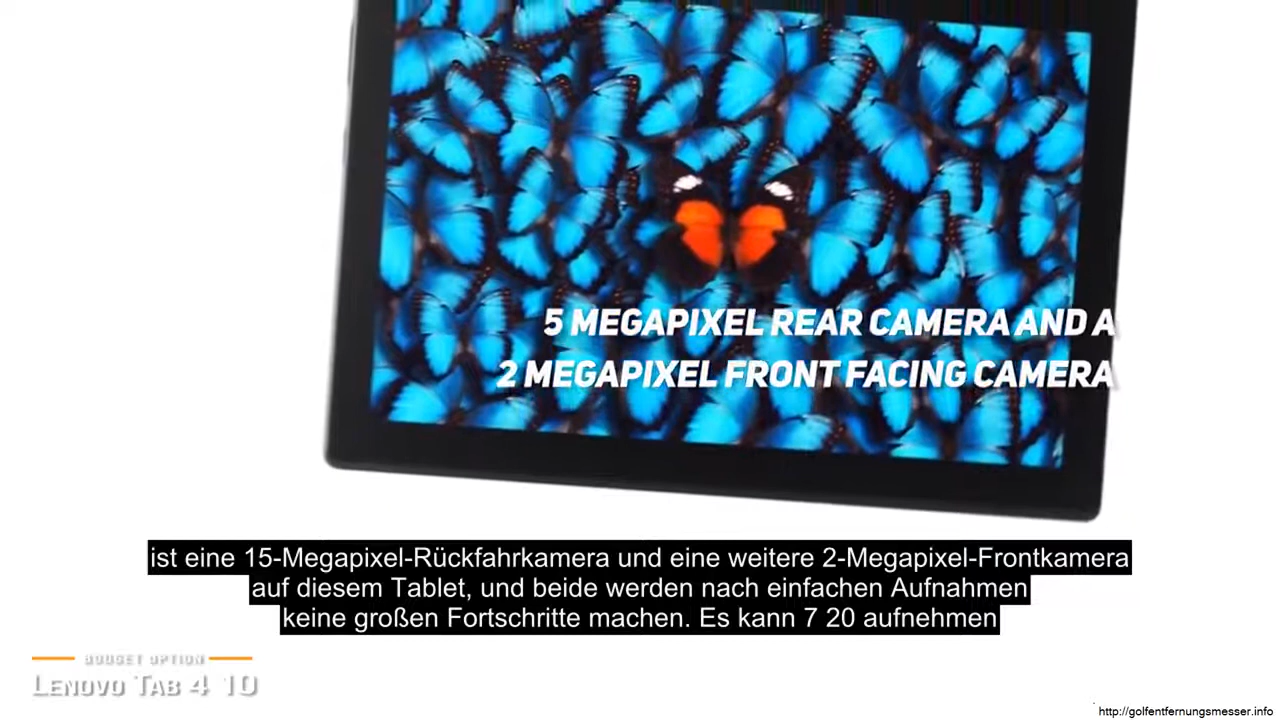 5 MEGAPIXEL REAR CAMERA AND A
2 MEGAPIXEL FRONT FACING CAMERA
ist eine 15-Megapixel-Rückfahrkamera und eine weitere 2-Megapixel-Frontkamera
auf diesem Tablet, und beide werden nach einfachen Aufnahmen
keine großen Fortschritte machen. Es kann 7 20 aufnehmen
BUDGET OPTION
LENOVO TAB 4 10
http://golfentfernungsmesser.info